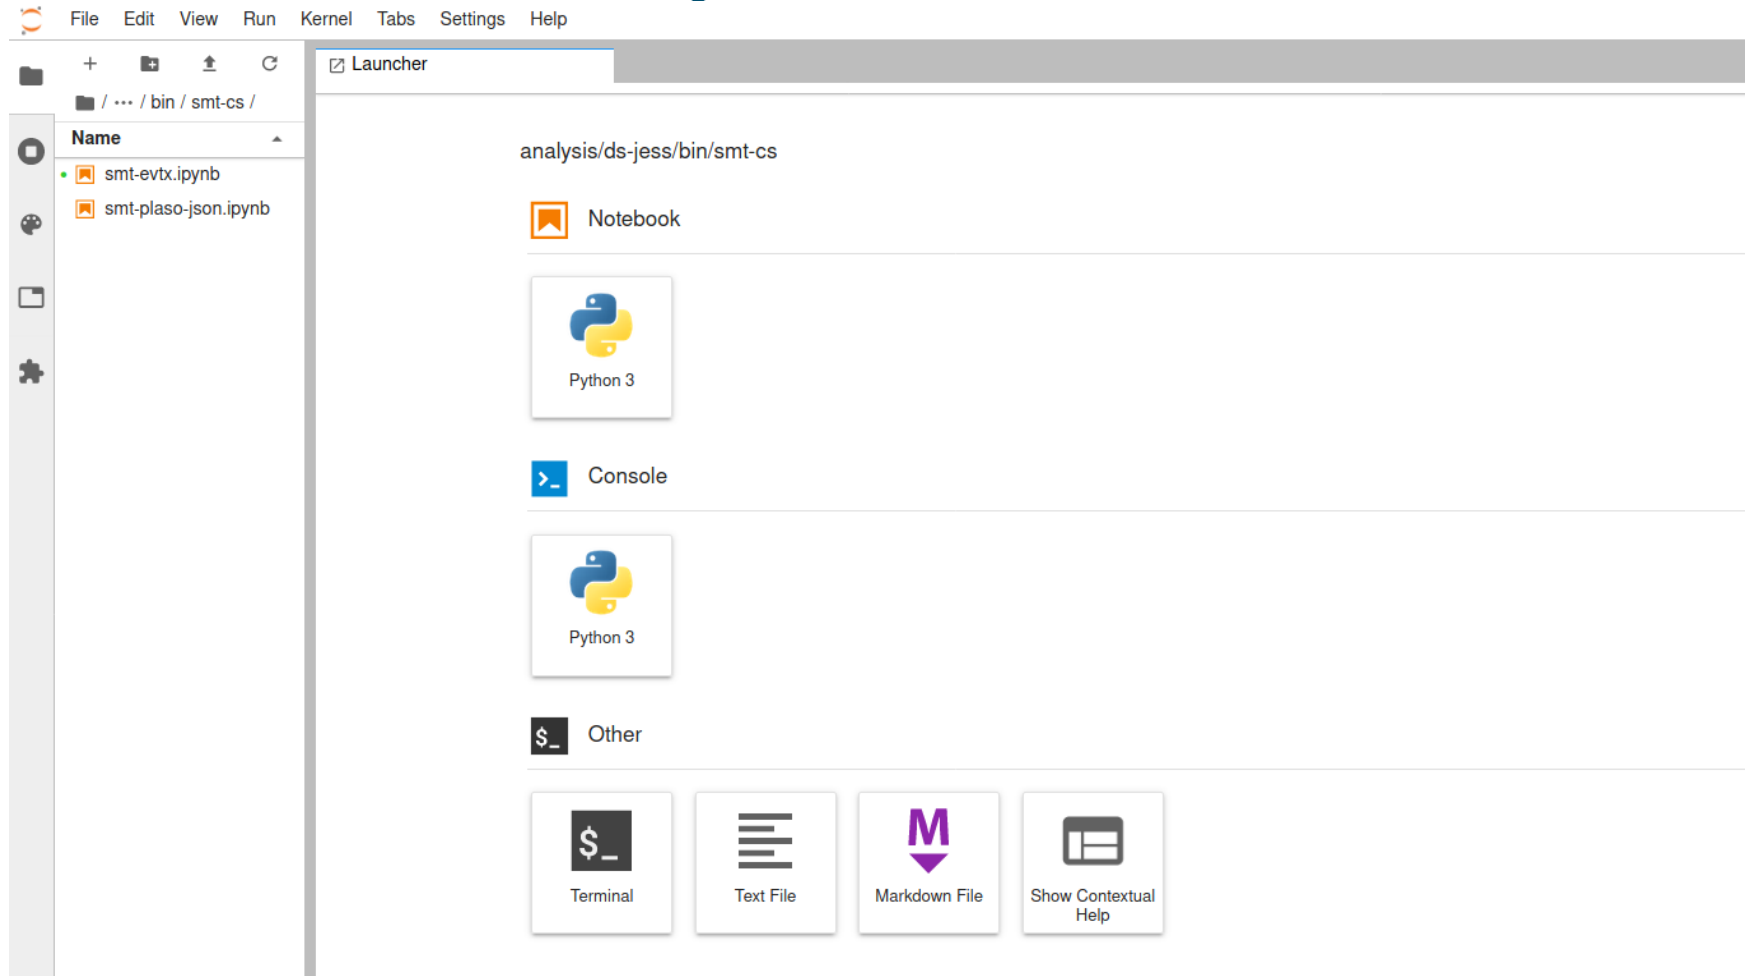 File Edit View Run Kernel Tabs Settings Help
Launcher
/ ··· / bin / smt-cs /
Name
smt-evtx.ipynb
smt-plaso-json.ipynb
analysis/ds-jess/bin/smt-cs
Notebook
Python 3
>_ Console
Python 3
$_ Other
$_
Terminal
Text File
M
Markdown File
Show Contextual
Help